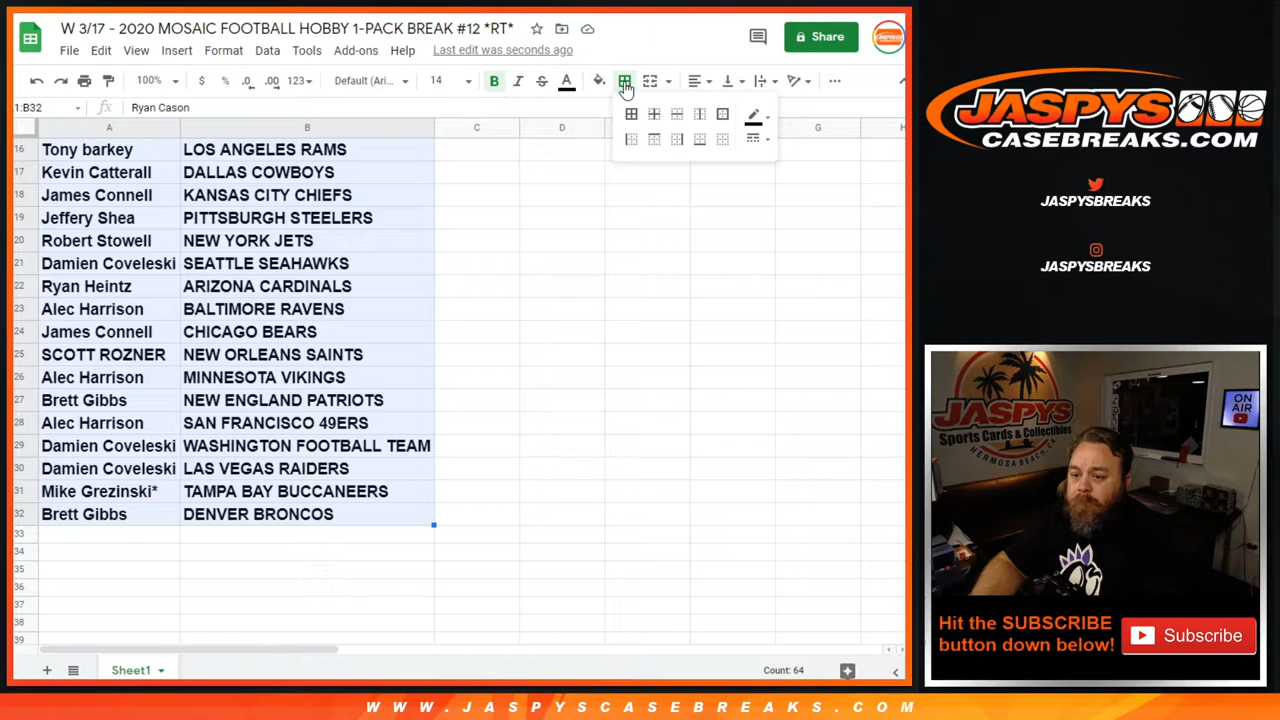 W 3/17 - 2020 MOSAIC FOOTBALL HOBBY 1-PACK BREAK #12 *RT*
File Edit View Insert Format Data Tools Add-ons Help Last edit was seconds ago
Share
100% $ % .0 .00 123 Default (Ari... 14 B I S A
1:B32 fx Ryan Cason
A B C D G H
16 Tony barkey LOS ANGELES RAMS
17 Kevin Catterall DALLAS COWBOYS
18 James Connell KANSAS CITY CHIEFS
19 Jeffery Shea PITTSBURGH STEELERS
20 Robert Stowell NEW YORK JETS
21 Damien Coveleski SEATTLE SEAHAWKS
22 Ryan Heintz ARIZONA CARDINALS
23 Alec Harrison BALTIMORE RAVENS
24 James Connell CHICAGO BEARS
25 SCOTT ROZNER NEW ORLEANS SAINTS
26 Alec Harrison MINNESOTA VIKINGS
27 Brett Gibbs NEW ENGLAND PATRIOTS
28 Alec Harrison SAN FRANCISCO 49ERS
29 Damien Coveleski WASHINGTON FOOTBALL TEAM
30 Damien Coveleski LAS VEGAS RAIDERS
31 Mike Grezinski* TAMPA BAY BUCCANEERS
32 Brett Gibbs DENVER BRONCOS
33
34
35
36
37
38
39
Sheet1
Count: 64
JASPYS
CASEBREAKS.COM
JASPYSBREAKS
JASPYSBREAKS
JASPYS
Sports Cards & Collectibles
HERMOSA BEACH, CA
ON
AIR
Hit the SUBSCRIBE
button down below!
Subscribe
WWW.JASPYSCASEBREAKS.COM